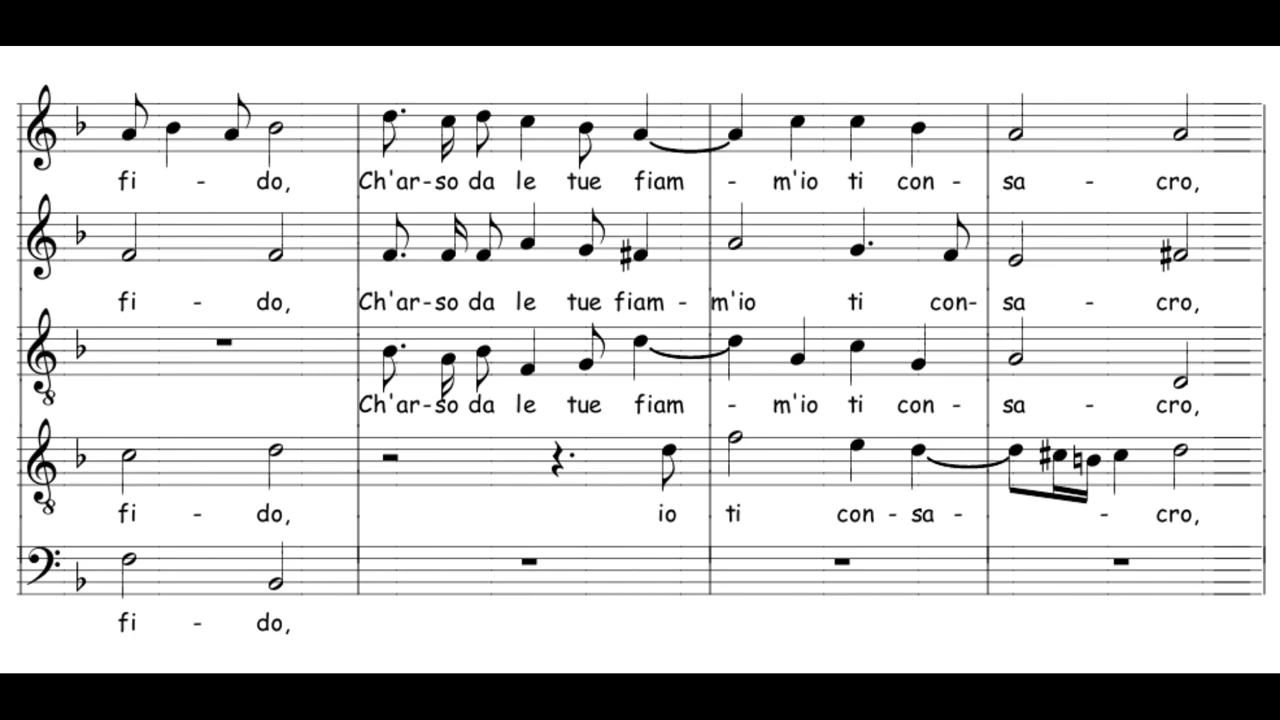 fi - do, Ch'ar-so da le tue fiam - m'io ti con - sa - cro,
fi - do, Ch'ar-so da le tue fiam - m'io ti con- sa - cro,
8
Ch'ar-so da le tue fiam - m'io ti con - sa - cro,
8
fi - do, io ti con - sa - - cro,
fi - do,